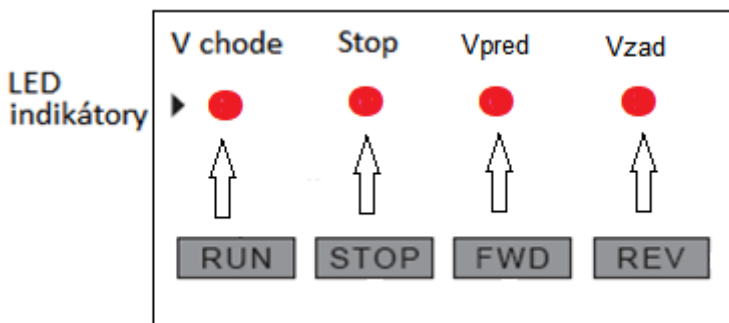 V chode Stop Vpred Vzad
LED
indikátory
RUN STOP FWD REV